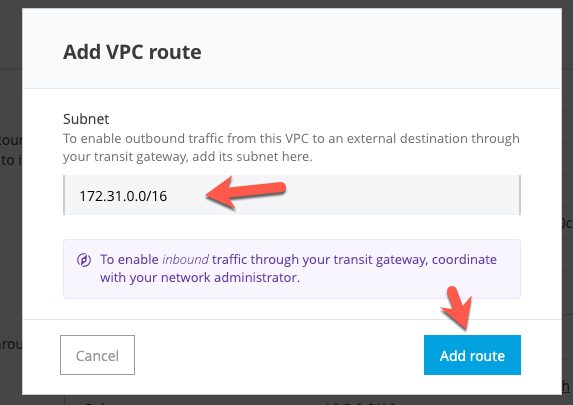 Add VPC route
Subnet
To enable outbound traffic from this VPC to an external destination through
your transit gateway, add its subnet here.
172.31.0.0/16
To enable inbound traffic through your transit gateway, coordinate
with your network administrator.
Cancel
Add route